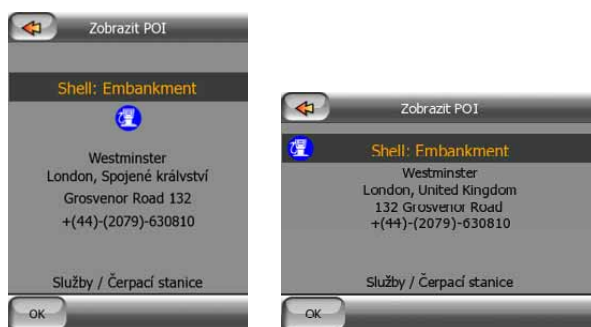 Zobrazit POI
Shell: Embankment
Westminster
London, Spojené králvství
Grosvenor Road 132
+(44)-(2079)-630810
Služby / Čerpací stanice
OK
Zobrazit POI
Shell: Embankment
Westminster
London, United Kingdom
132 Grosvenor Road
+(44)-(2079)-630810
Služby / Čerpací stanice
OK